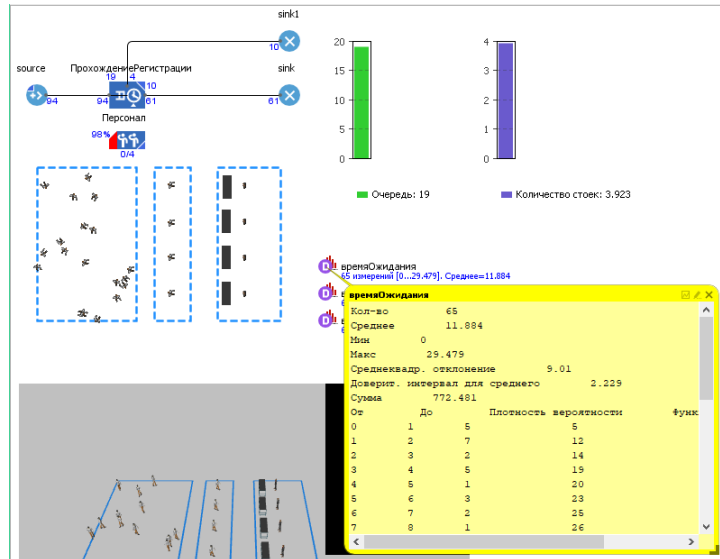 sink1
10
source
ПрохождениеРегистрации
sink
19 4
10
94
94
61
61
Персонал
98%
0/4
20
15
10
5
0
4
3
2
1
0
Очередь: 19
Количество стоек: 3.923
времяОжидания
65 измерений [0...29.479]. Среднее=11.884
времяОжидания
Кол-во 65
Среднее 11.884
Мин 0
Макс 29.479
Среднеквадр. отклонение 9.01
Доверит. интервал для среднего 2.229
Сумма 772.481
От До Плотность вероятности Функ
0 1 5 5
1 2 7 12
2 3 2 14
3 4 5 19
4 5 1 20
5 6 3 23
6 7 2 25
7 8 1 26